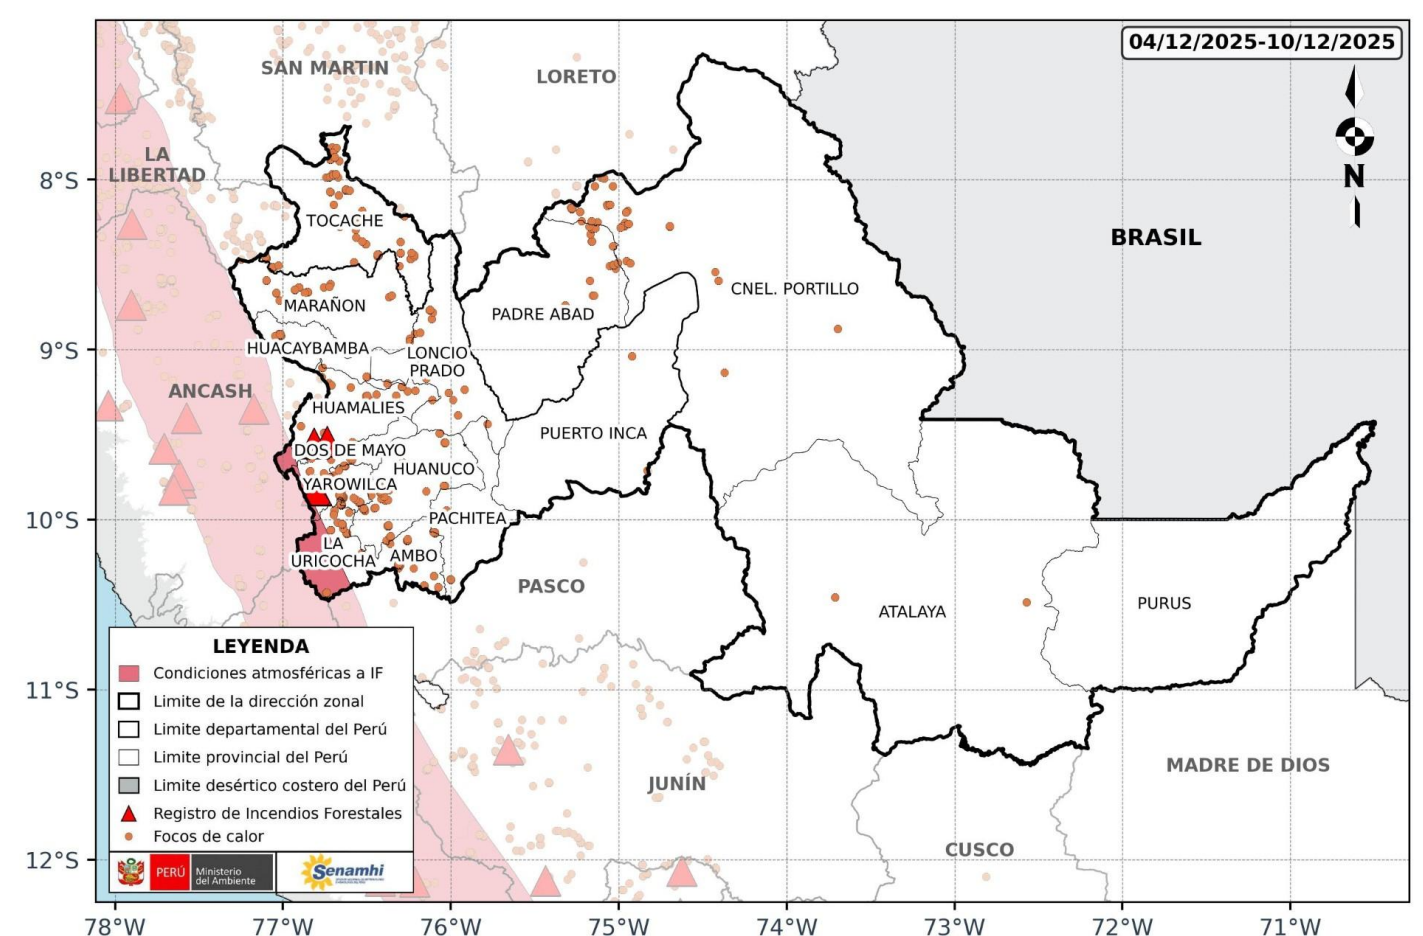 04/12/2025-10/12/2025
SAN MARTIN
LORETO
N
LA
LIBERTAD
8°S
TOCACHE
BRASIL
CNEL. PORTILLO
MARAÑON
PADRE ABAD
9°S
HUACAYBAMBA
LONCIO
PRADO
ANCASH
HUAMALIES
PUERTO INCA
DOS DE MAYO
HUANUCO
YAROWILCA
10°S
PACHITEA
LA
URICOCHA
AMBO
PASCO
ATALAYA
PURUS
LEYENDA
Condiciones atmosféricas a IF
11°S
Limite de la dirección zonal
Limite departamental del Perú
Limite provincial del Perú
Limite desértico costero del Perú
Registro de Incendios Forestales
Focos de calor
JUNÍN
MADRE DE DIOS
CUSCO
12°S
PERÚ
Ministerio
del Ambiente
Senamhi
78°W
77°W
76°W
75°W
74°W
73°W
72°W
71°W